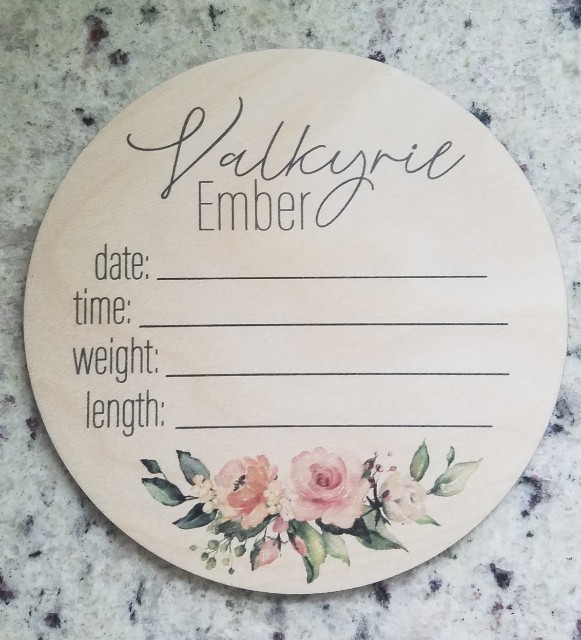 Valkyrie
Ember
date:
time:
weight:
length: